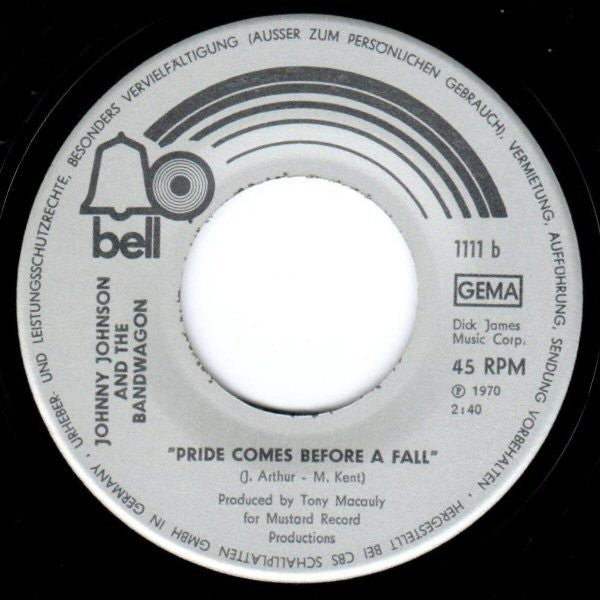 URHEBER- UND LEISTUNGSSCHUTZRECHTE, BESONDERS VERVIELFÄLTIGUNG (AUSSER ZUM PERSÖNLICHEN GEBRAUCH), VERMIETUNG, AUFFÜHRUNG, SENDUNG VORBEHALTEN · HERGESTELLT BEI CBS SCHALLPLATTEN GMBH IN GERMANY ·
bell
JOHNNY JOHNSON
AND THE
BANDWAGON
1111 b
GEMA
Dick James
Music Corp.
45 RPM
℗ 1970
2:40
"PRIDE COMES BEFORE A FALL"
(J. Arthur - M. Kent)
Produced by Tony Macauly
for Mustard Record
Productions